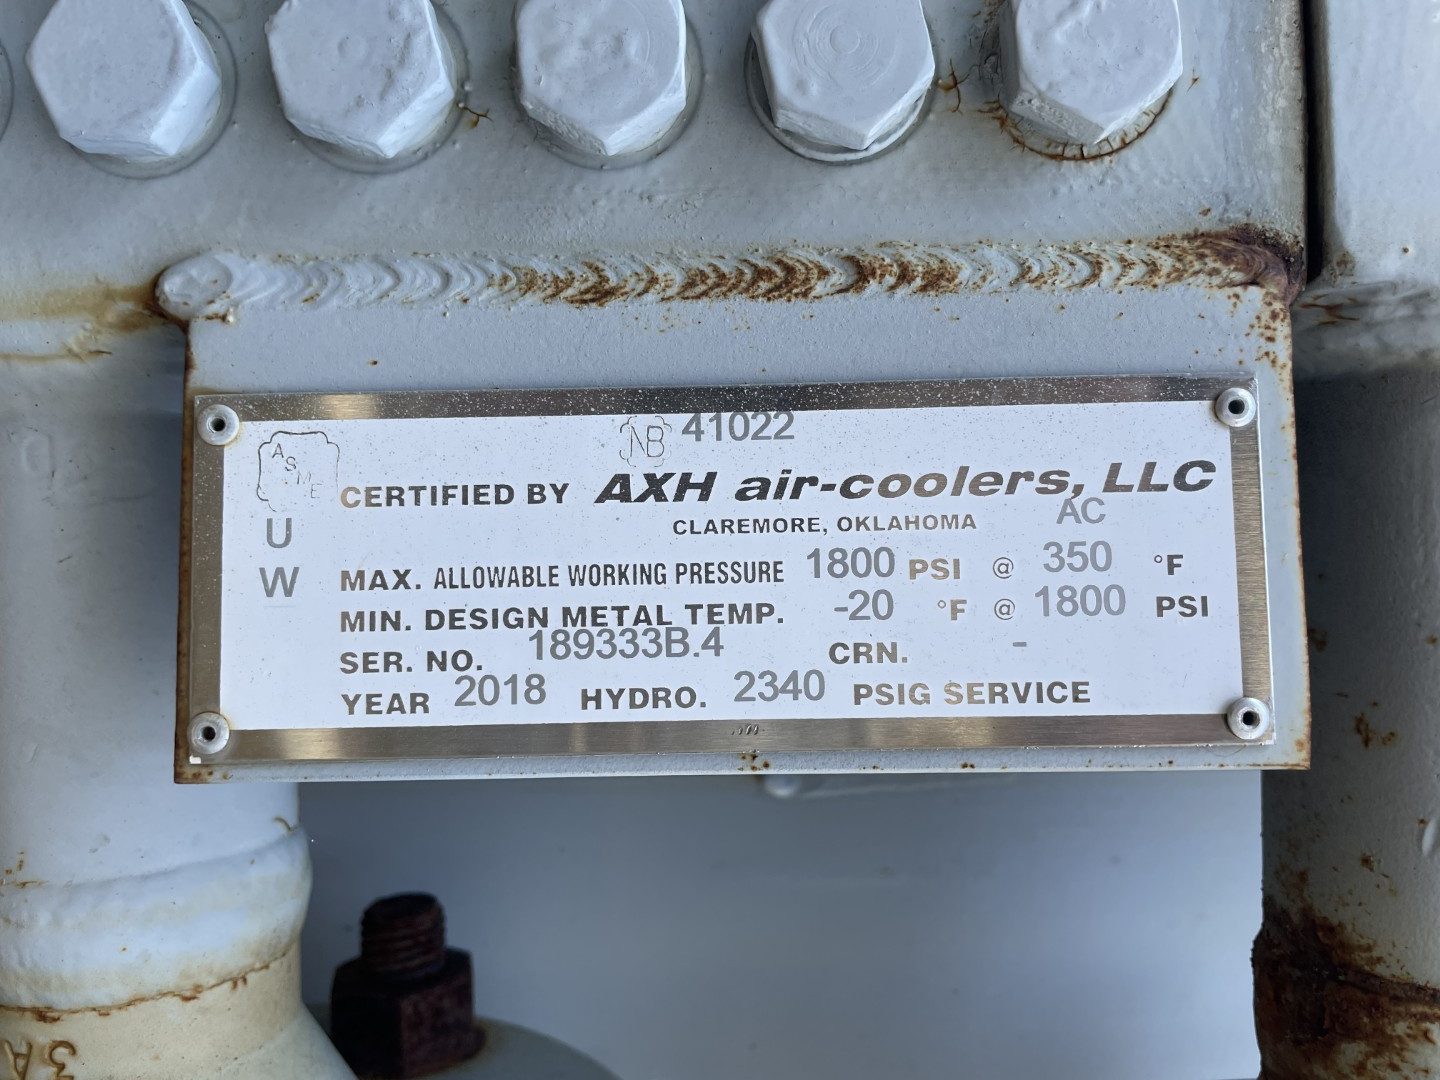 NB 41022
ASME
CERTIFIED BY AXH air-coolers, LLC
CLAREMORE, OKLAHOMA AC
U
W
MAX. ALLOWABLE WORKING PRESSURE 1800 PSI @ 350 °F
MIN. DESIGN METAL TEMP. -20 °F @ 1800 PSI
SER. NO. 189333B.4 CRN. -
YEAR 2018 HYDRO. 2340 PSIG SERVICE
3A